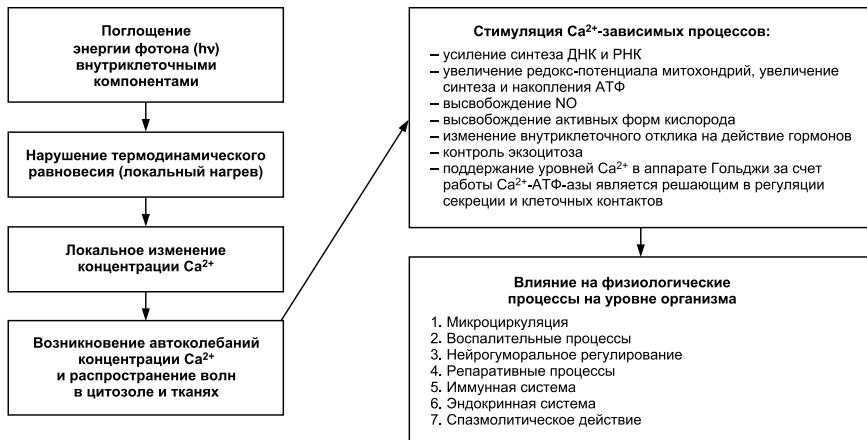 Поглощение
энергии фотона (hν)
внутриклеточными
компонентами
Нарушение термодинамического
равновесия (локальный нагрев)
Локальное изменение
концентрации Ca²⁺
Возникновение автоколебаний
концентрации Ca²⁺
и распространение волн
в цитозоле и тканях
Стимуляция Ca²⁺-зависимых процессов:
– усиление синтеза ДНК и РНК
– увеличение редокс-потенциала митохондрий, увеличение
синтеза и накопления АТФ
– высвобождение NO
– высвобождение активных форм кислорода
– изменение внутриклеточного отклика на действие гормонов
– контроль экзоцитоза
– поддержание уровней Ca²⁺ в аппарате Гольджи за счет
работы Ca²⁺-АТФ-азы является решающим в регуляции
секреции и клеточных контактов
Влияние на физиологические
процессы на уровне организма
1. Микроциркуляция
2. Воспалительные процессы
3. Нейрогуморальное регулирование
4. Репаративные процессы
5. Иммунная система
6. Эндокринная система
7. Спазмолитическое действие